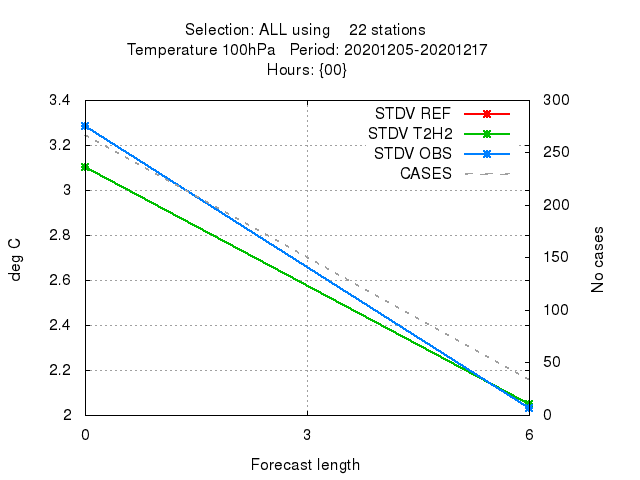 Selection: ALL using    22 stations
Temperature 100hPa   Period: 20201205-20201217
Hours: {00}
3.4
3.2
3
2.8
2.6
2.4
2.2
2
300
250
200
150
100
50
0
STDV REF
STDV T2H2
STDV OBS
CASES
deg C
No cases
0
3
6
Forecast length